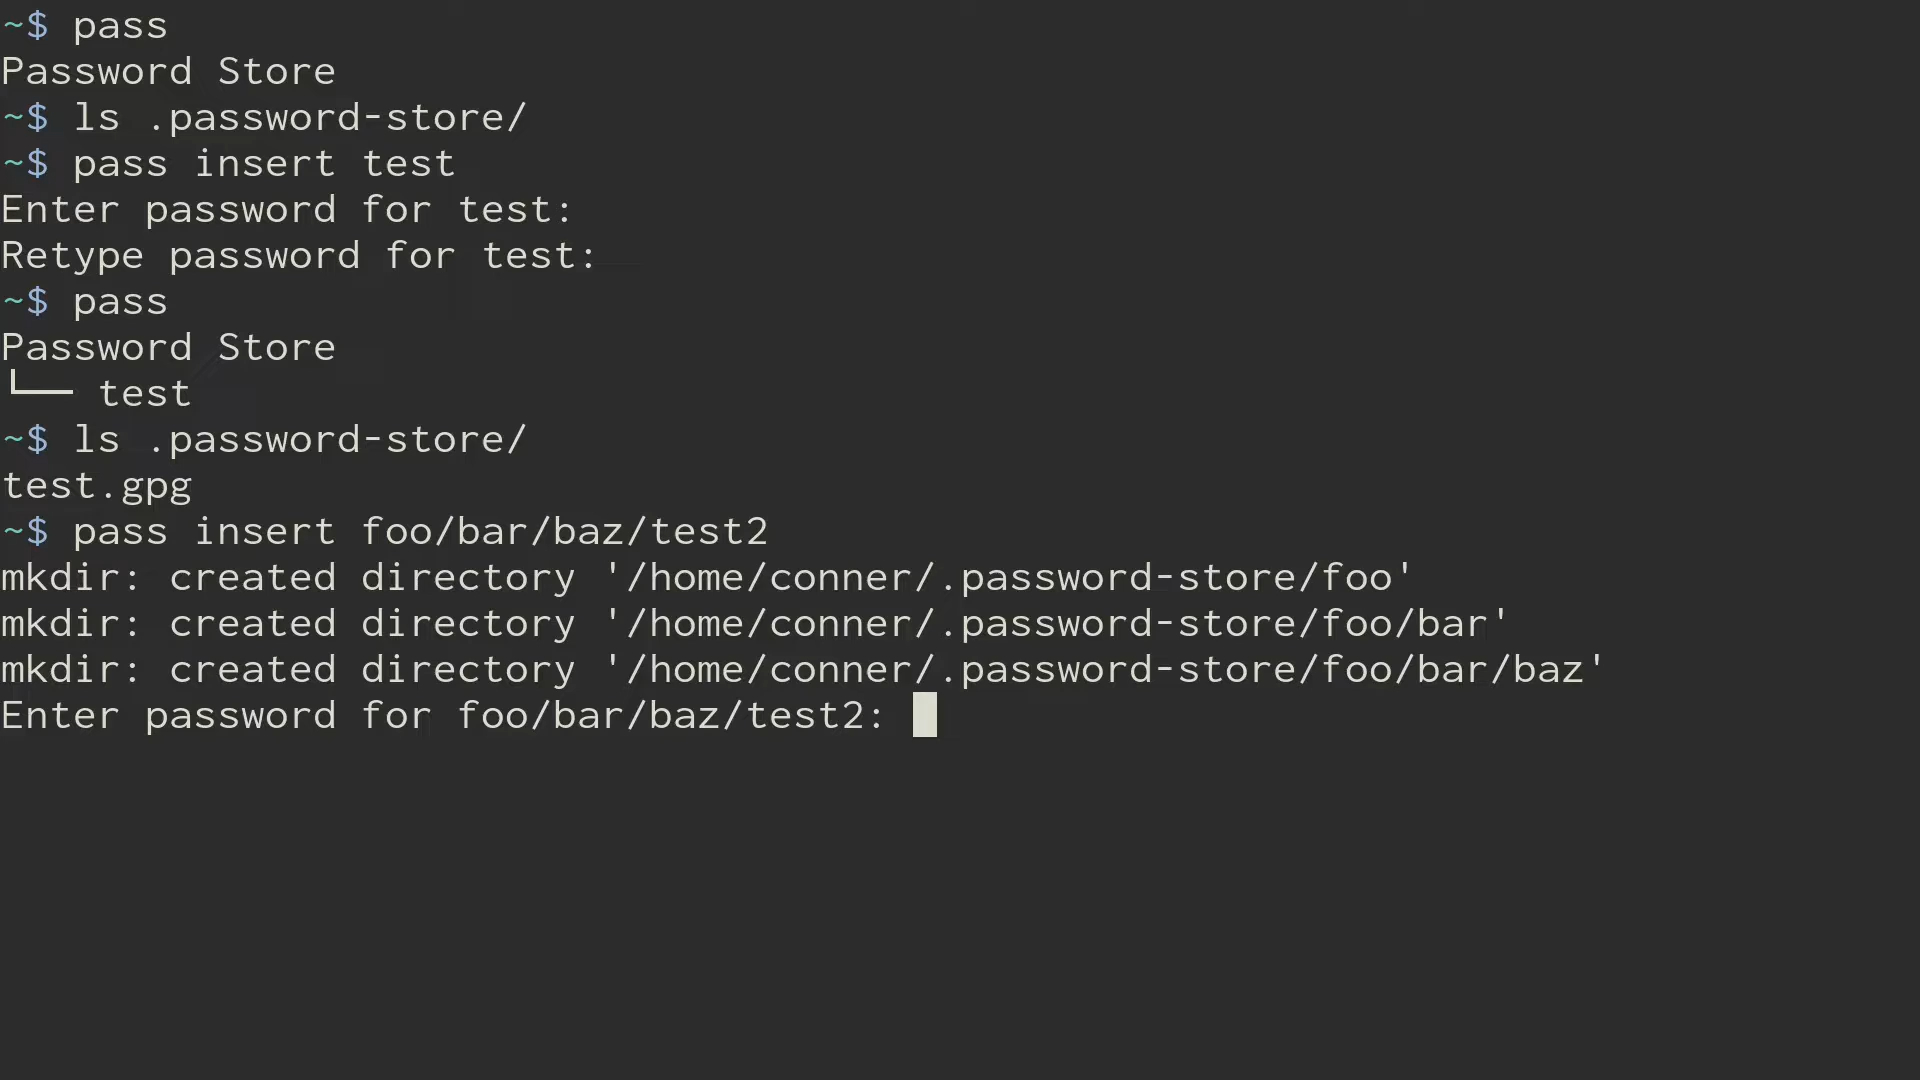 ~$ pass
Password Store
~$ ls .password-store/
~$ pass insert test
Enter password for test:
Retype password for test:
~$ pass
Password Store
└── test
~$ ls .password-store/
test.gpg
~$ pass insert foo/bar/baz/test2
mkdir: created directory '/home/conner/.password-store/foo'
mkdir: created directory '/home/conner/.password-store/foo/bar'
mkdir: created directory '/home/conner/.password-store/foo/bar/baz'
Enter password for foo/bar/baz/test2: